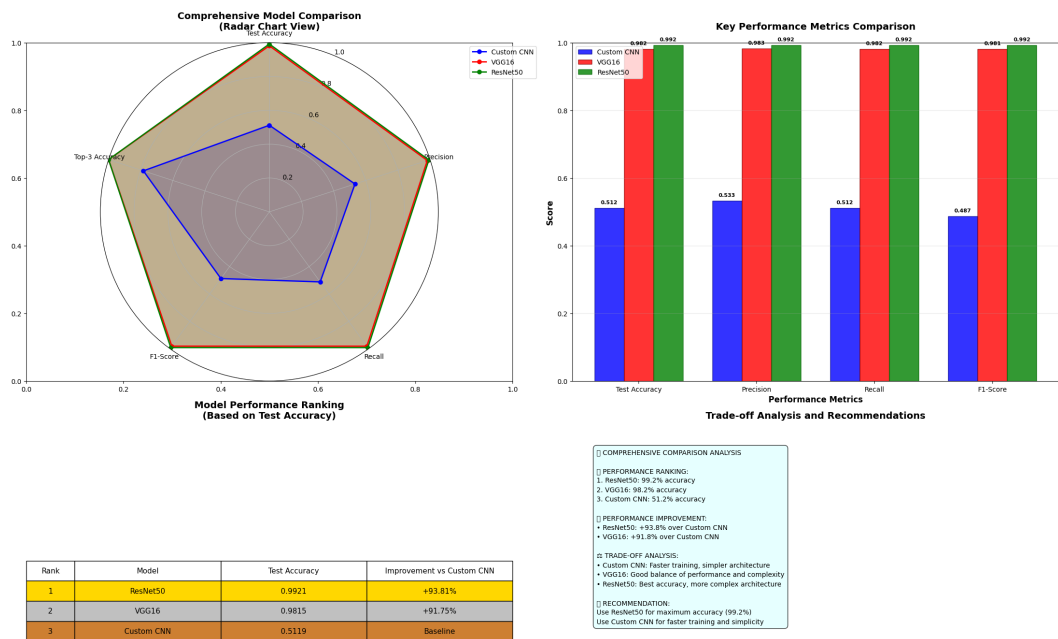 Comprehensive Model Comparison
(Radar Chart View)
Test Accuracy
Precision
Recall
F1-Score
Top-3 Accuracy
0.2
0.4
0.6
0.8
1.0
Custom CNN
VGG16
ResNet50
1.0
0.8
0.6
0.4
0.2
0.0
0.0
0.2
0.4
0.6
0.8
1.0
Key Performance Metrics Comparison
Custom CNN
VGG16
ResNet50
Score
1.0
0.8
0.6
0.4
0.2
0.0
0.512
0.982
0.992
0.533
0.983
0.992
0.512
0.982
0.992
0.487
0.981
0.992
Test Accuracy
Precision
Recall
F1-Score
Performance Metrics
Model Performance Ranking
(Based on Test Accuracy)
Rank Model Test Accuracy Improvement vs Custom CNN
1 ResNet50 0.9921 +93.81%
2 VGG16 0.9815 +91.75%
3 Custom CNN 0.5119 Baseline
Trade-off Analysis and Recommendations
COMPREHENSIVE COMPARISON ANALYSIS
PERFORMANCE RANKING:
1. ResNet50: 99.2% accuracy
2. VGG16: 98.2% accuracy
3. Custom CNN: 51.2% accuracy
PERFORMANCE IMPROVEMENT:
• ResNet50: +93.8% over Custom CNN
• VGG16: +91.8% over Custom CNN
⚖ TRADE-OFF ANALYSIS:
• Custom CNN: Faster training, simpler architecture
• VGG16: Good balance of performance and complexity
• ResNet50: Best accuracy, more complex architecture
RECOMMENDATION:
Use ResNet50 for maximum accuracy (99.2%)
Use Custom CNN for faster training and simplicity